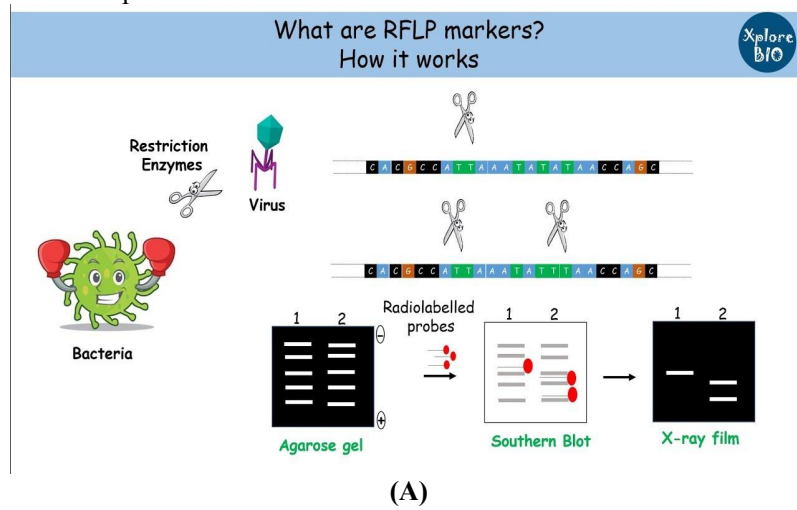 What are RFLP markers?
How it works
Xplore
BIO
Restriction
Enzymes
Virus
C A C G C C A T T A A A T A T A T A A C C A G C
C A C G C C A T T A A A T A T T T A A C C A G C
Bacteria
1 2
Radiolabelled
probes
1 2
1 2
−
+
Agarose gel
Southern Blot
X-ray film
(A)